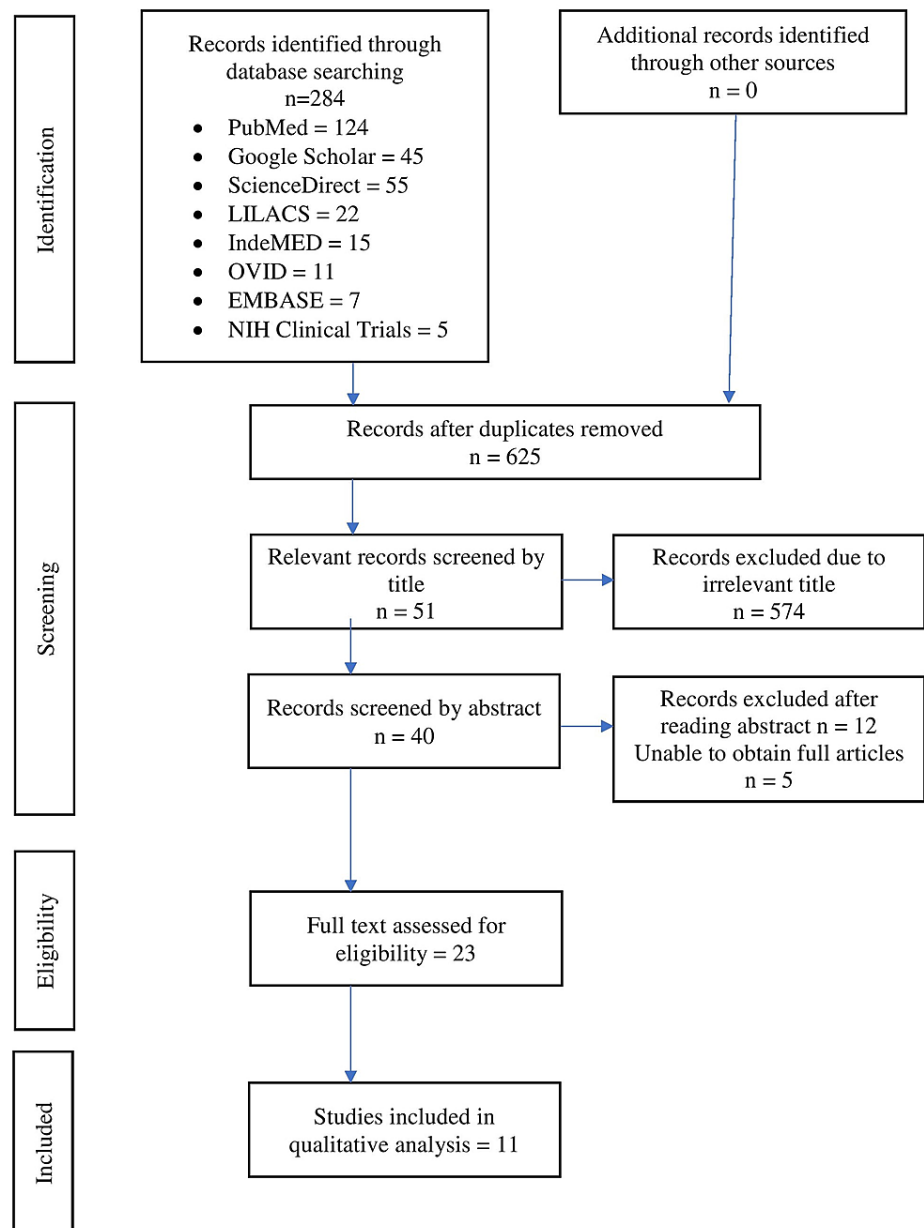 Identification
Records identified through
database searching
n=284
• PubMed = 124
• Google Scholar = 45
• ScienceDirect = 55
• LILACS = 22
• IndeMED = 15
• OVID = 11
• EMBASE = 7
• NIH Clinical Trials = 5
Additional records identified
through other sources
n = 0
Screening
Records after duplicates removed
n = 625
Relevant records screened by
title
n = 51
Records excluded due to
irrelevant title
n = 574
Records screened by abstract
n = 40
Records excluded after
reading abstract n = 12
Unable to obtain full articles
n = 5
Eligibility
Full text assessed for
eligibility = 23
Included
Studies included in
qualitative analysis = 11